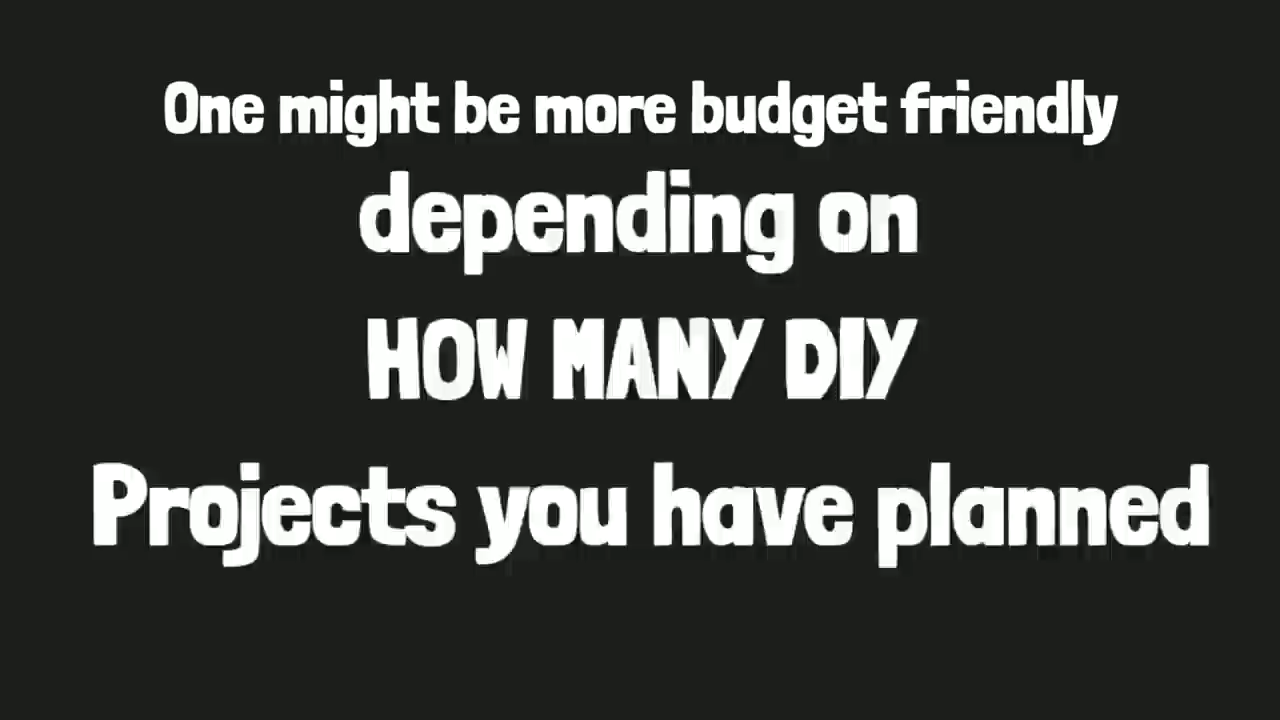 One might be more budget friendly
depending on
HOW MANY DIY
Projects you have planned